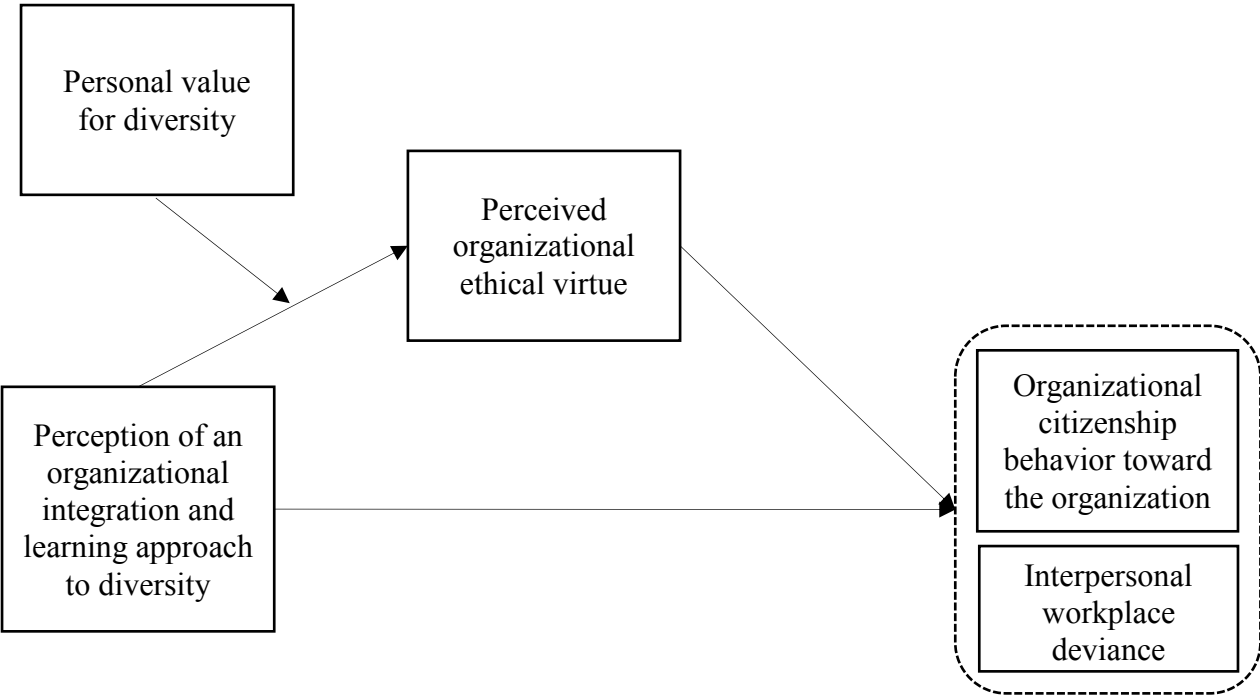 Personal value
for diversity
Perceived
organizational
ethical virtue
Perception of an
organizational
integration and
learning approach
to diversity
Organizational
citizenship
behavior toward
the organization
Interpersonal
workplace
deviance